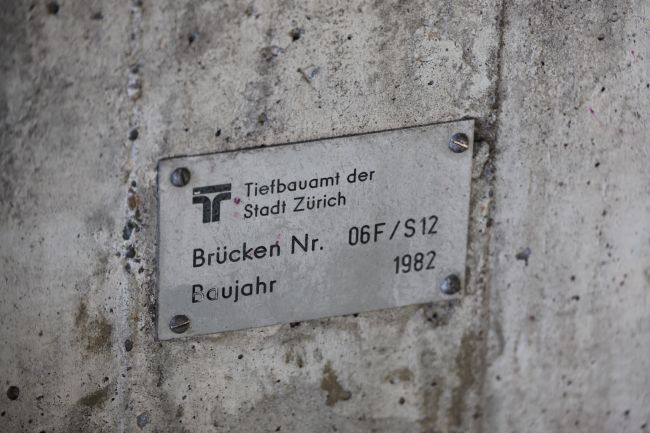 Tiefbauamt der
Stadt Zürich
Brücken Nr. 06F/S12
Baujahr 1982